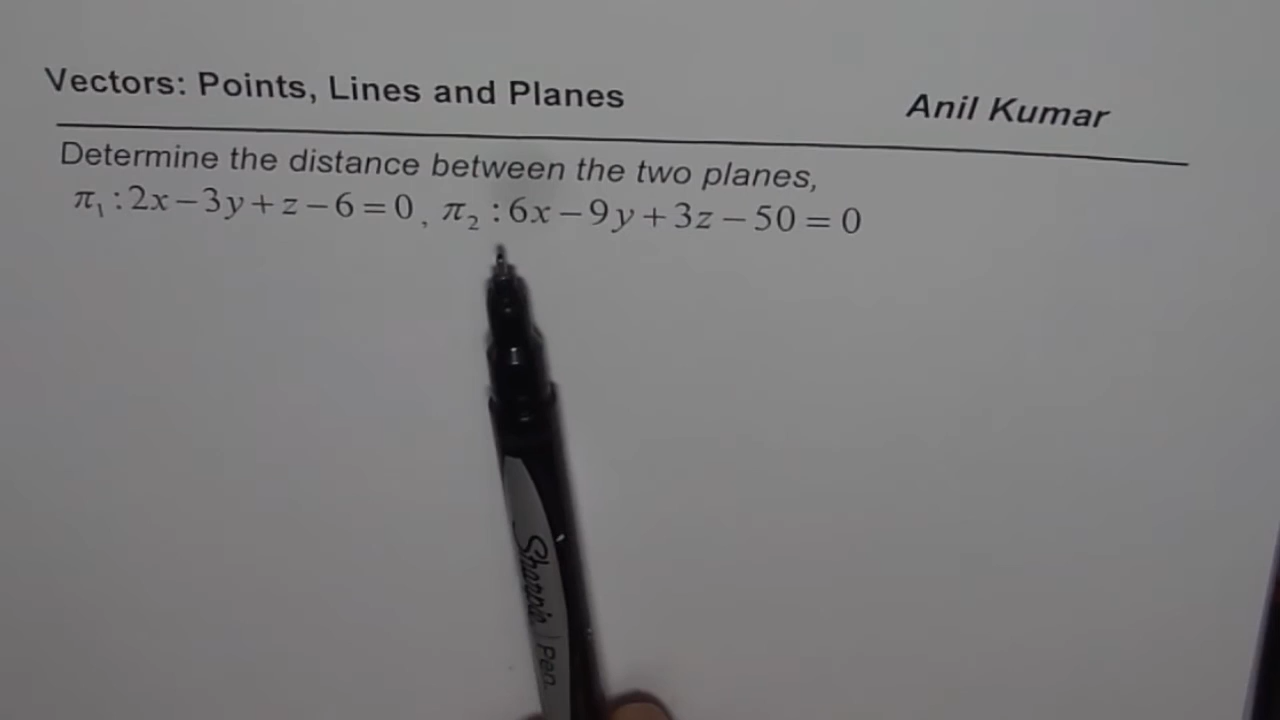 Vectors: Points, Lines and Planes
Anil Kumar
Determine the distance between the two planes,
π₁ : 2x − 3y + z − 6 = 0 , π₂ : 6x − 9y + 3z − 50 = 0
Sharpie Pen